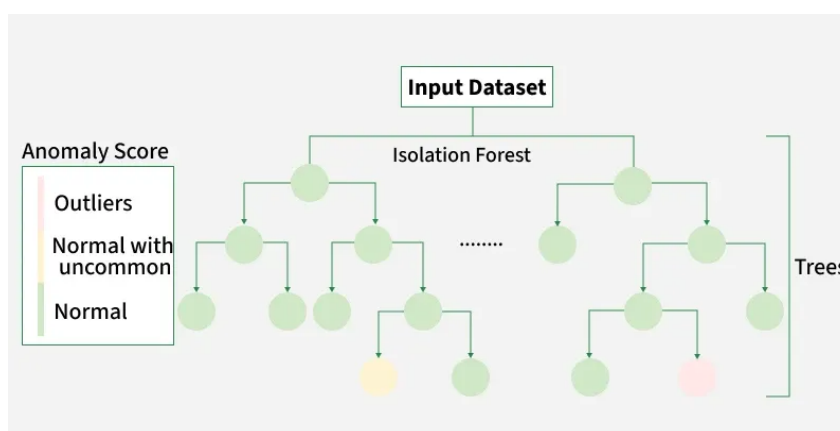 Input Dataset
Isolation Forest
Anomaly Score
Outliers
Normal with
uncommon
Normal
........
Trees